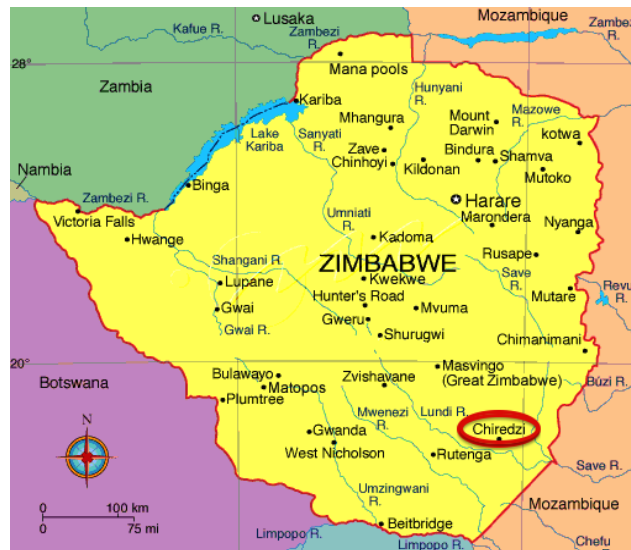 Lusaka
Mozambique
Kafue R.
Zambezi
R.
Zambezi
R.
28°
Mana pools
Zambia
Hunyani
R.
Kariba
Mhangura
Mount
Darwin
Mazowe
R.
Lake
Kariba
Sanyati
R.
kotwa
Zave
Bindura
Chinhoyi
Kildonan
Shamva
Mutoko
Nambia
Binga
Zambezi R.
Harare
Victoria Falls
Umniati
R.
Marondera
Nyanga
Hwange
Kadoma
Rusape
Shangani R.
ZIMBABWE
Save
R.
Lupane
Kwekwe
Revu
R.
Hunter's Road
Mutare
Gwai
Mvuma
Gweru
Gwai R.
Shurugwi
Chimanimani
20°
Masvingo
(Great Zimbabwe)
Bulawayo
Zvishavane
Botswana
Matopos
Búzi R.
Plumtree
Mwenezi
R.
Lundi R.
N
Chiredzi
Gwanda
West Nicholson
Rutenga
Save R.
Umzingwani
R.
Mozambique
0 100 km
0 75 mi
Beitbridge
Limpopo R.
Limpopo
R.
Chefu
R.